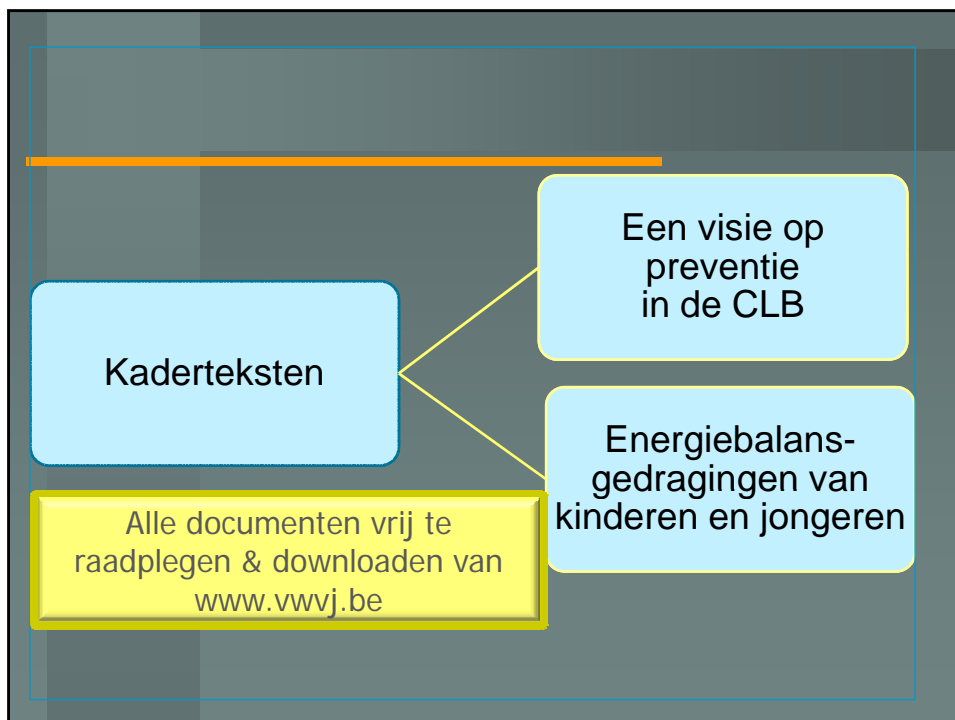 Kaderteksten
Een visie op
preventie
in de CLB
Energiebalans-
gedragingen van
kinderen en jongeren
Alle documenten vrij te
raadplegen & downloaden van
www.vwvj.be